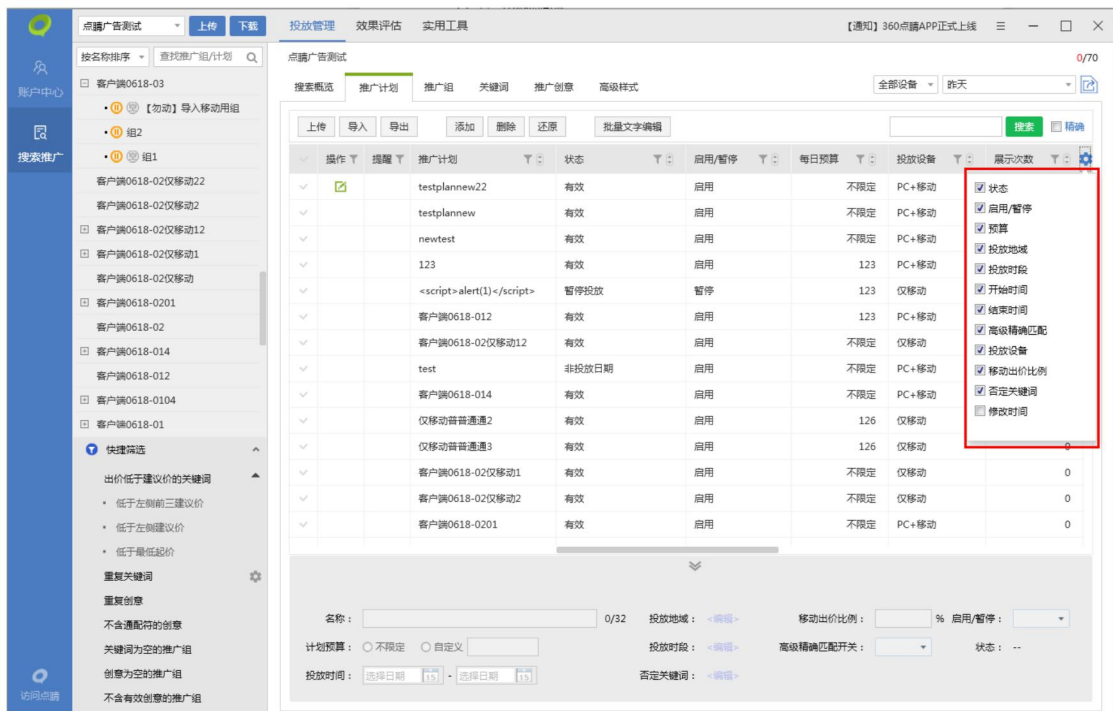 点睛广告测试 上传 下载 投放管理 效果评估 实用工具 【通知】360点睛APP正式上线
按名称排序 查找推广组/计划 点睛广告测试 0/70
账户中心
搜索推广
客户端0618-03
【勿动】导入移动用组
组2
组1
客户端0618-02仅移动22
客户端0618-02仅移动2
客户端0618-02仅移动12
客户端0618-02仅移动1
客户端0618-02仅移动
客户端0618-0201
客户端0618-02
客户端0618-014
客户端0618-012
客户端0618-0104
客户端0618-01
快捷筛选
出价低于建议价的关键词
低于左侧前三建议价
低于左侧建议价
低于最低起价
重复关键词
重复创意
不含通配符的创意
关键词为空的推广组
创意为空的推广组
不含有效创意的推广组
访问点睛
搜索概览 推广计划 推广组 关键词 推广创意 高级样式 全部设备 昨天
上传 导入 导出 添加 删除 还原 批量文字编辑 搜索 精确
操作 提醒 推广计划 状态 启用/暂停 每日预算 投放设备 展示次数
testplannew22 有效 启用 不限定 PC+移动
testplannew 有效 启用 不限定 PC+移动
newtest 有效 启用 不限定 PC+移动
123 有效 启用 123 PC+移动
<script>alert(1)</script> 暂停投放 暂停 123 仅移动
客户端0618-012 有效 启用 123 PC+移动
客户端0618-02仅移动12 有效 启用 不限定 仅移动
test 非投放日期 启用 不限定 PC+移动
客户端0618-014 有效 启用 不限定 PC+移动
仅移动普普通通2 有效 启用 126 仅移动
仅移动普普通通3 有效 启用 126 仅移动 0
客户端0618-02仅移动1 有效 启用 不限定 仅移动 0
客户端0618-02仅移动2 有效 启用 不限定 仅移动 0
客户端0618-0201 有效 启用 不限定 PC+移动 0
状态
启用/暂停
预算
投放地域
投放时段
开始时间
结束时间
高级精确匹配
投放设备
移动出价比例
否定关键词
修改时间
名称： 0/32 投放地域： <编辑> 移动出价比例： % 启用/暂停：
计划预算： 不限定 自定义 投放时段： <编辑> 高级精确匹配开关： 状态： --
投放时间： 选择日期 15 - 选择日期 15 否定关键词： <编辑>